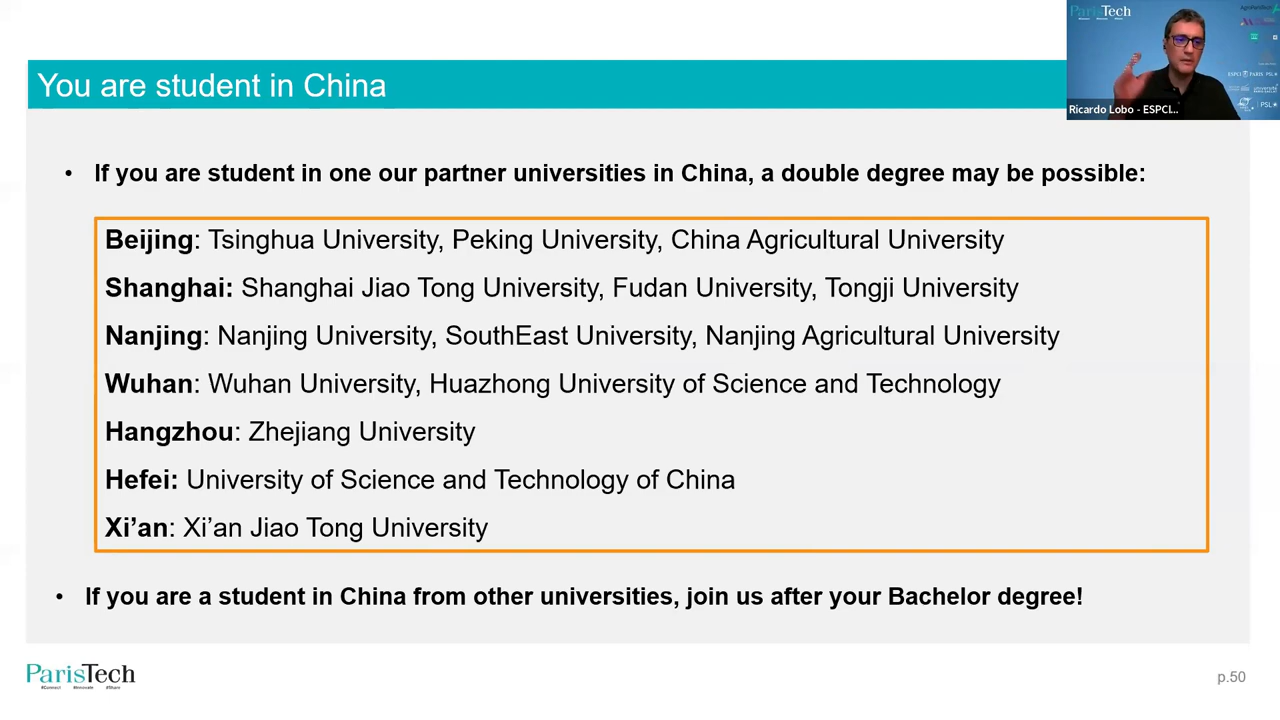 ParisTech
You are student in China
Ricardo Lobo - ESPCI...
• If you are student in one our partner universities in China, a double degree may be possible:
Beijing: Tsinghua University, Peking University, China Agricultural University
Shanghai: Shanghai Jiao Tong University, Fudan University, Tongji University
Nanjing: Nanjing University, SouthEast University, Nanjing Agricultural University
Wuhan: Wuhan University, Huazhong University of Science and Technology
Hangzhou: Zhejiang University
Hefei: University of Science and Technology of China
Xi’an: Xi’an Jiao Tong University
• If you are a student in China from other universities, join us after your Bachelor degree!
ParisTech
#Connect #Innovate #Share
p.50